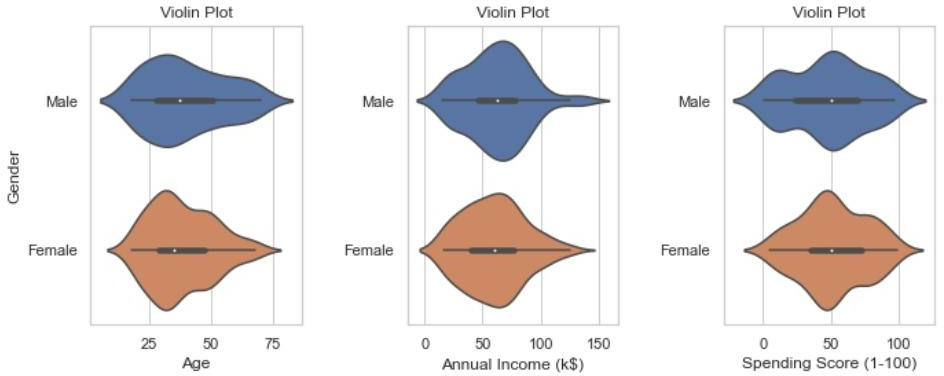 Violin Plot
Violin Plot
Violin Plot
Gender
Male
Female
25 50 75
Age
Male
Female
0 50 100 150
Annual Income (k$)
Male
Female
0 50 100
Spending Score (1-100)